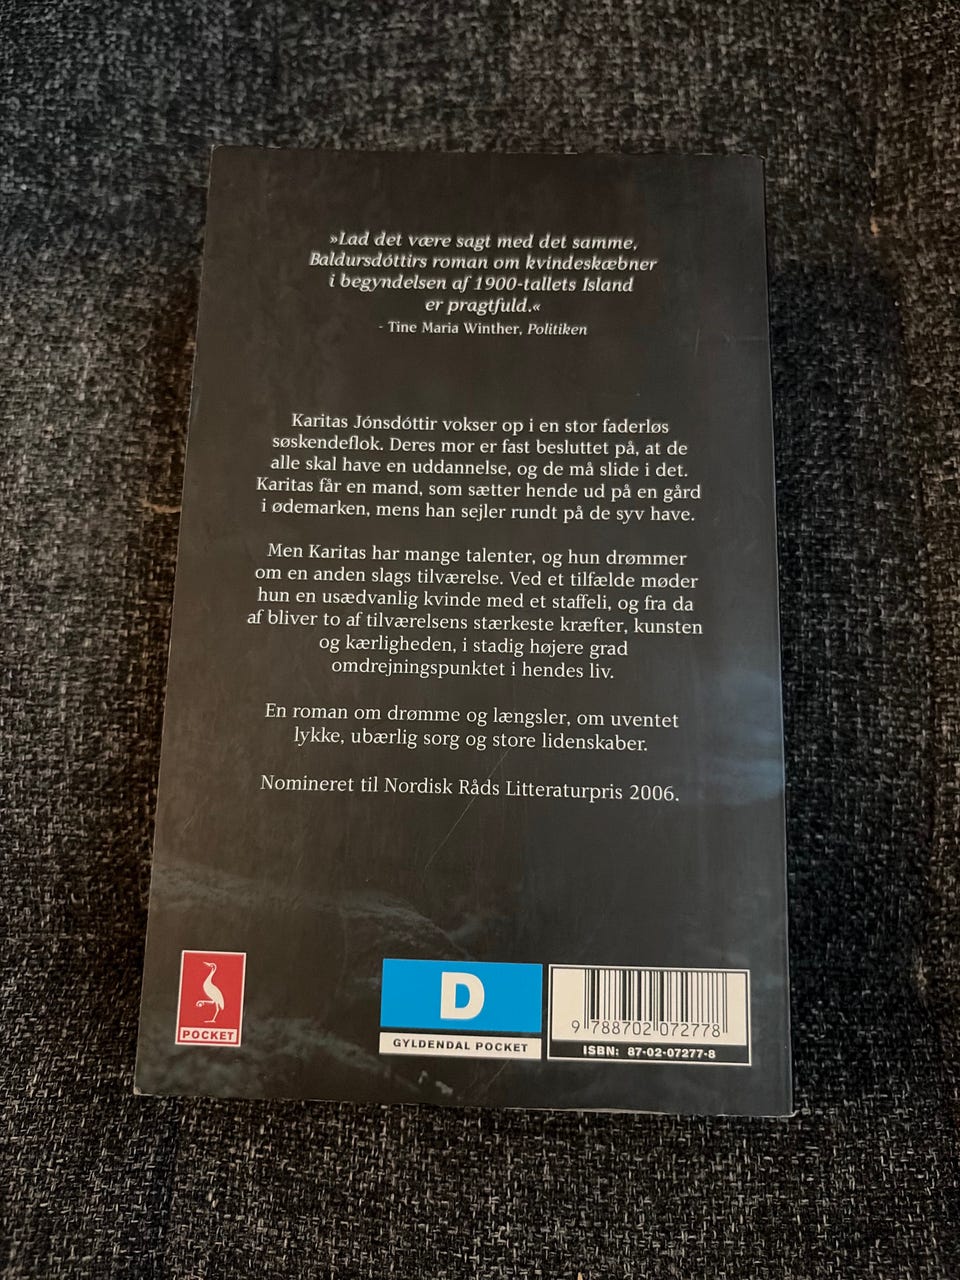 »Lad det være sagt med det samme,
Baldursdóttirs roman om kvindeskæbner
i begyndelsen af 1900-tallets Island
er pragtfuld.«
- Tine Maria Winther, Politiken
Karitas Jónsdóttir vokser op i en stor faderløs
søskendeflok. Deres mor er fast besluttet på, at de
alle skal have en uddannelse, og de må slide i det.
Karitas får en mand, som sætter hende ud på en gård
i ødemarken, mens han sejler rundt på de syv have.
Men Karitas har mange talenter, og hun drømmer
om en anden slags tilværelse. Ved et tilfælde møder
hun en usædvanlig kvinde med et staffeli, og fra da
af bliver to af tilværelsens stærkeste kræfter, kunsten
og kærligheden, i stadig højere grad
omdrejningspunktet i hendes liv.
En roman om drømme og længsler, om uventet
lykke, ubærlig sorg og store lidenskaber.
Nomineret til Nordisk Råds Litteraturpris 2006.
POCKET
D
GYLDENDAL POCKET
9 788702 072778
ISBN: 87-02-07277-8